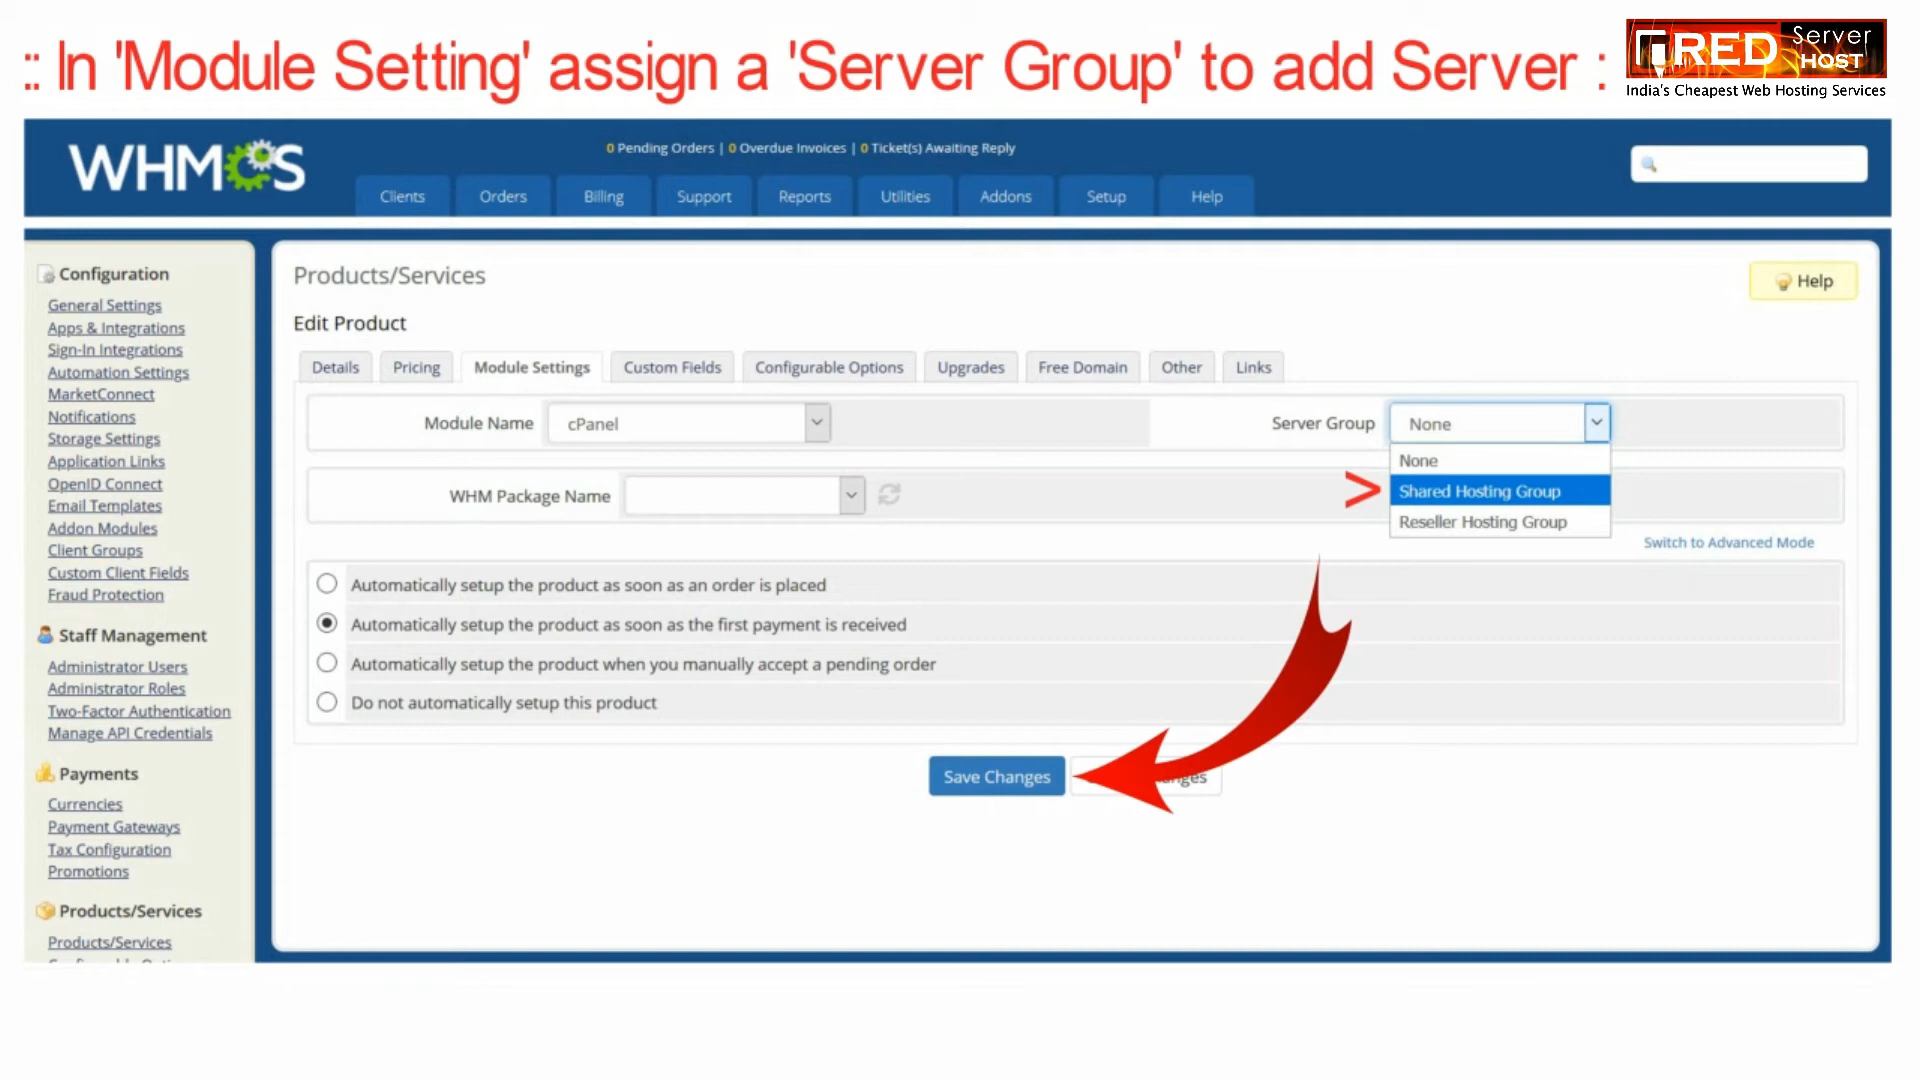 :: In 'Module Setting' assign a 'Server Group' to add Server :
RED Server HOST
India's Cheapest Web Hosting Services
WHMCS
0 Pending Orders | 0 Overdue Invoices | 0 Ticket(s) Awaiting Reply
Clients Orders Billing Support Reports Utilities Addons Setup Help
Configuration
General Settings
Apps & Integrations
Sign-In Integrations
Automation Settings
MarketConnect
Notifications
Storage Settings
Application Links
OpenID Connect
Email Templates
Addon Modules
Client Groups
Custom Client Fields
Fraud Protection
Staff Management
Administrator Users
Administrator Roles
Two-Factor Authentication
Manage API Credentials
Payments
Currencies
Payment Gateways
Tax Configuration
Promotions
Products/Services
Products/Services
Products/Services
Help
Edit Product
Details Pricing Module Settings Custom Fields Configurable Options Upgrades Free Domain Other Links
Module Name cPanel Server Group None
None
WHM Package Name > Shared Hosting Group
Reseller Hosting Group
Switch to Advanced Mode
Automatically setup the product as soon as an order is placed
Automatically setup the product as soon as the first payment is received
Automatically setup the product when you manually accept a pending order
Do not automatically setup this product
Save Changes